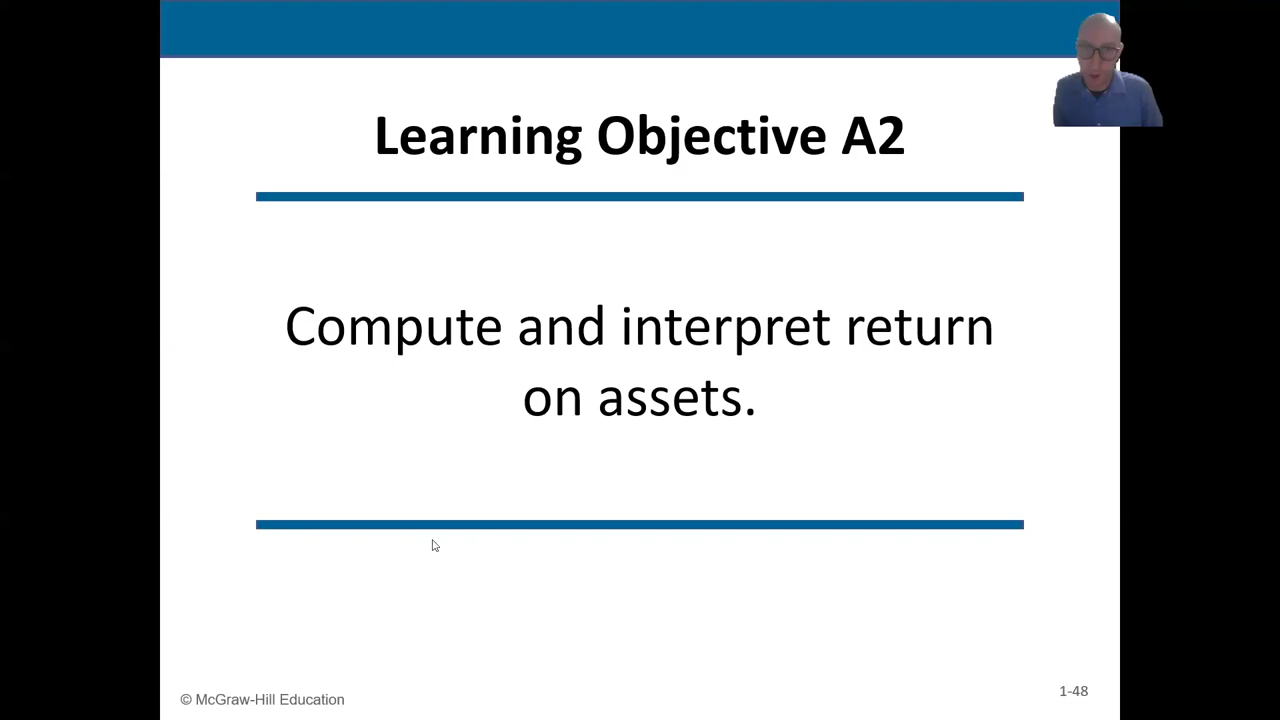 Learning Objective A2
Compute and interpret return
on assets.
© McGraw-Hill Education
1-48